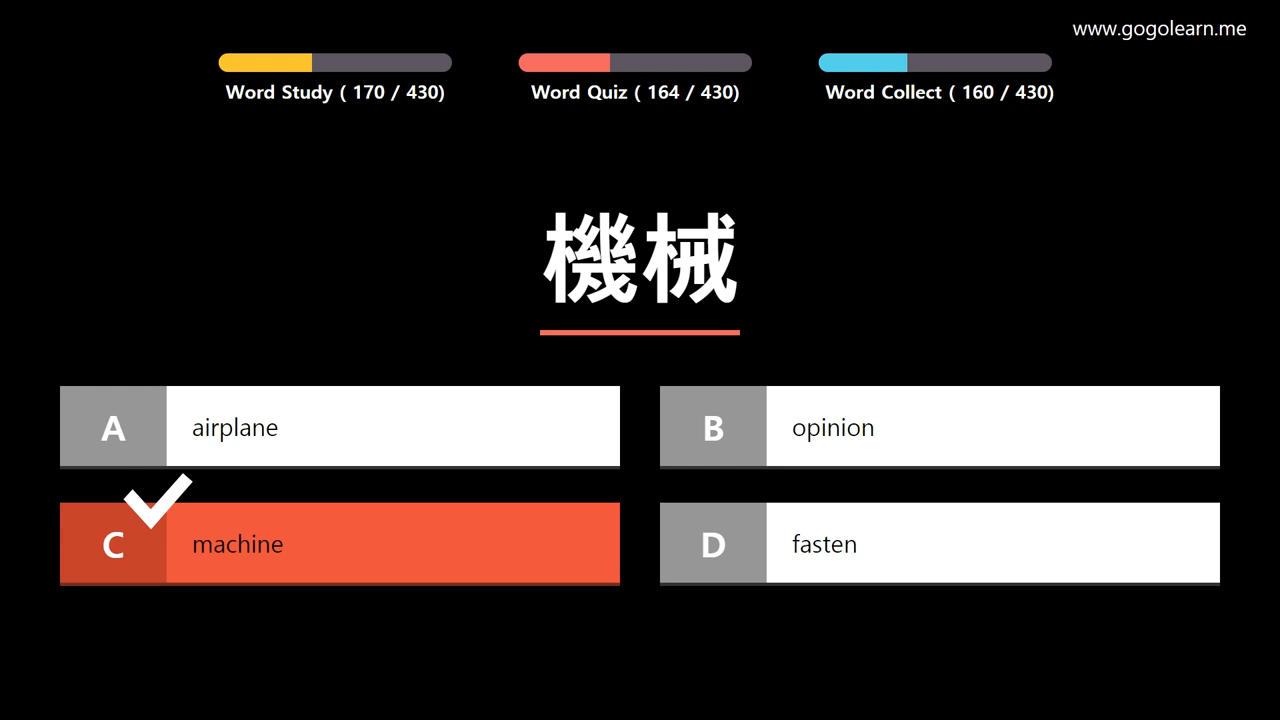 www.gogolearn.me
Word Study ( 170 / 430)
Word Quiz ( 164 / 430)
Word Collect ( 160 / 430)
機械
A airplane
B opinion
C machine
D fasten